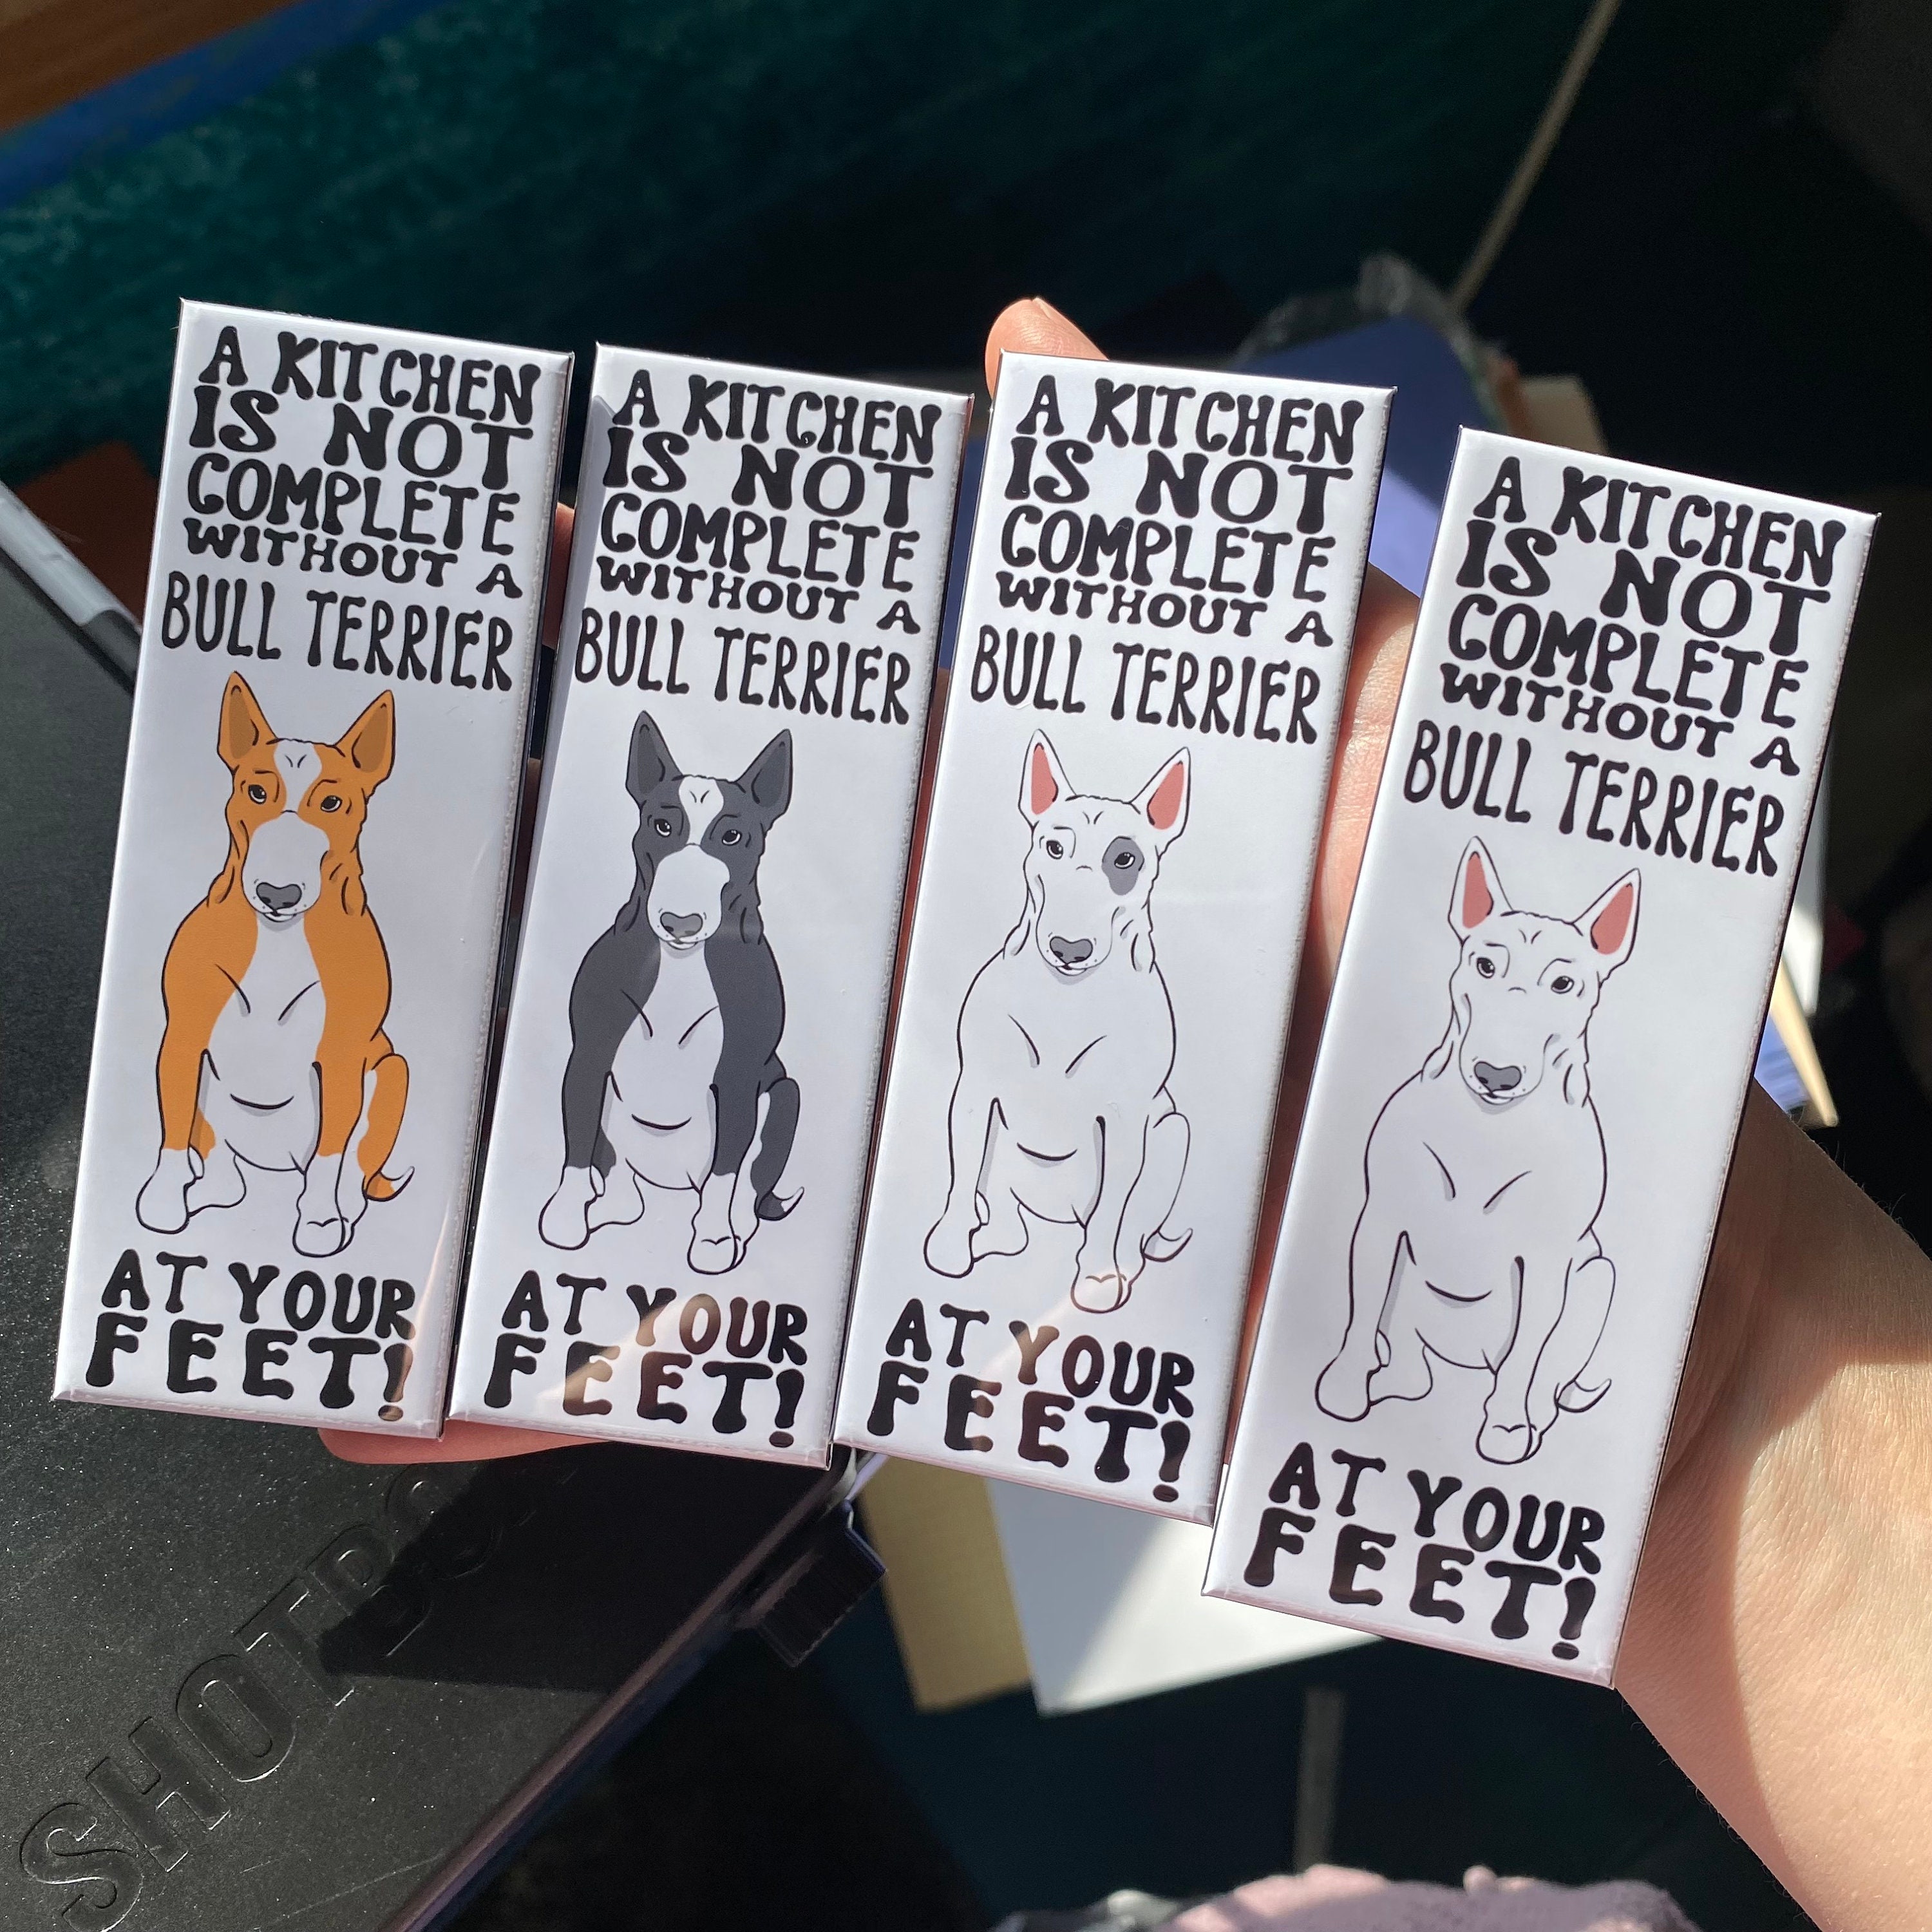 A KITCHEN
IS NOT
COMPLETE
WITHOUT A
BULL TERRIER
AT YOUR
FEET!
A KITCHEN
IS NOT
COMPLETE
WITHOUT A
BULL TERRIER
AT YOUR
FEET!
A KITCHEN
IS NOT
COMPLETE
WITHOUT A
BULL TERRIER
AT YOUR
FEET!
A KITCHEN
IS NOT
COMPLETE
WITHOUT A
BULL TERRIER
AT YOUR
FEET!